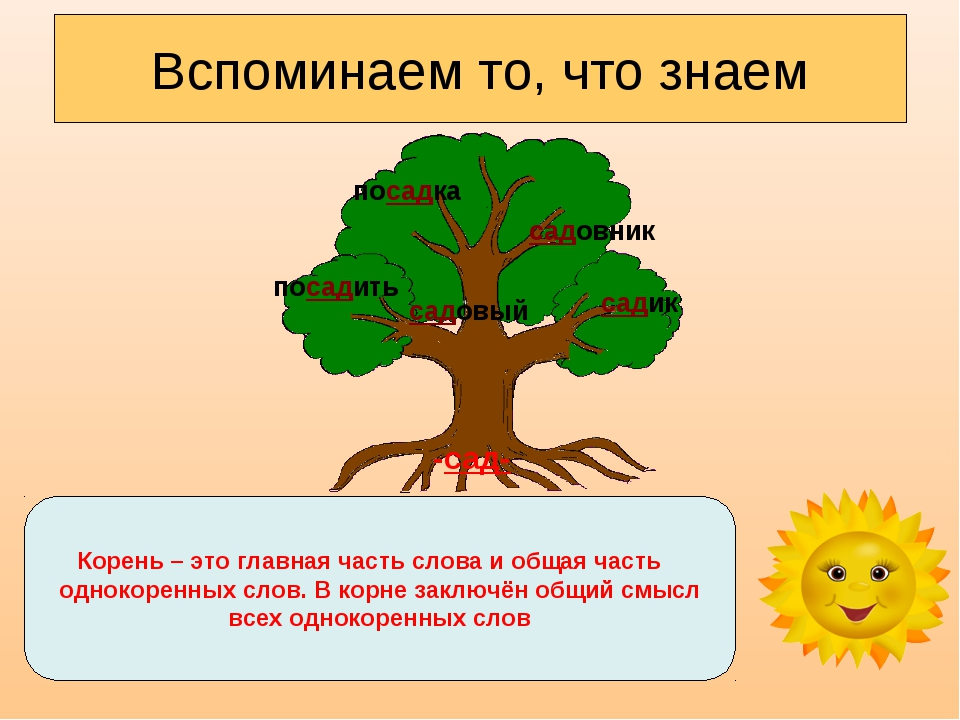 Вспоминаем то, что знаем
посадка
садовник
посадить
садик
садовый
-сад-
Корень – это главная часть слова и общая часть
однокоренных слов. В корне заключён общий смысл
всех однокоренных слов